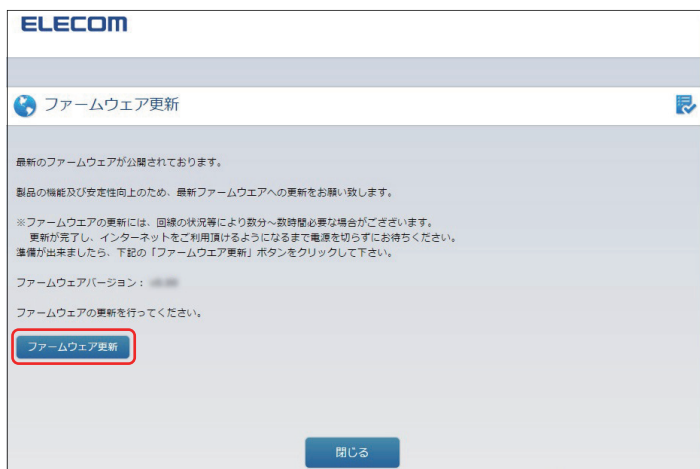 ELECOM
ファームウェア更新
最新のファームウェアが公開されております。
製品の機能及び安定性向上のため、最新ファームウエアへの更新をお願い致します。
※ファームウエアの更新には、回線の状況等により数分～数時間必要な場合がござざいます。
更新が完了し、インターネットをご利用頂けるようになるまで電源を切らずにお待ちください。
準備が出来ましたら、下記の「ファームウエア更新」ボタンをクリックして下さい。
ファームウェアバージョン：
ファームウェアの更新を行ってください。
ファームウェア更新
閉じる